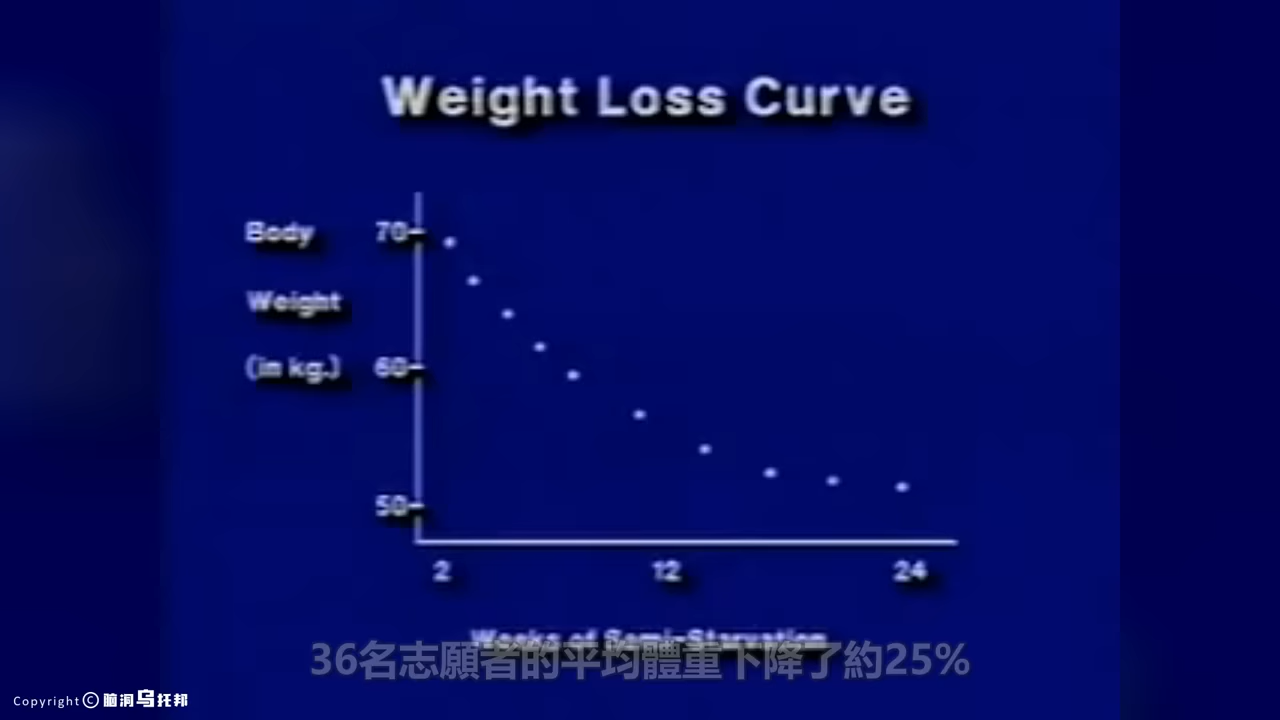 Weight Loss Curve
Body
Weight
(in kg.)
70
60
50
2 12 24
Weeks of Semi-Starvation
36名志願者的平均體重下降了約25%
Copyright © 脑洞乌托邦